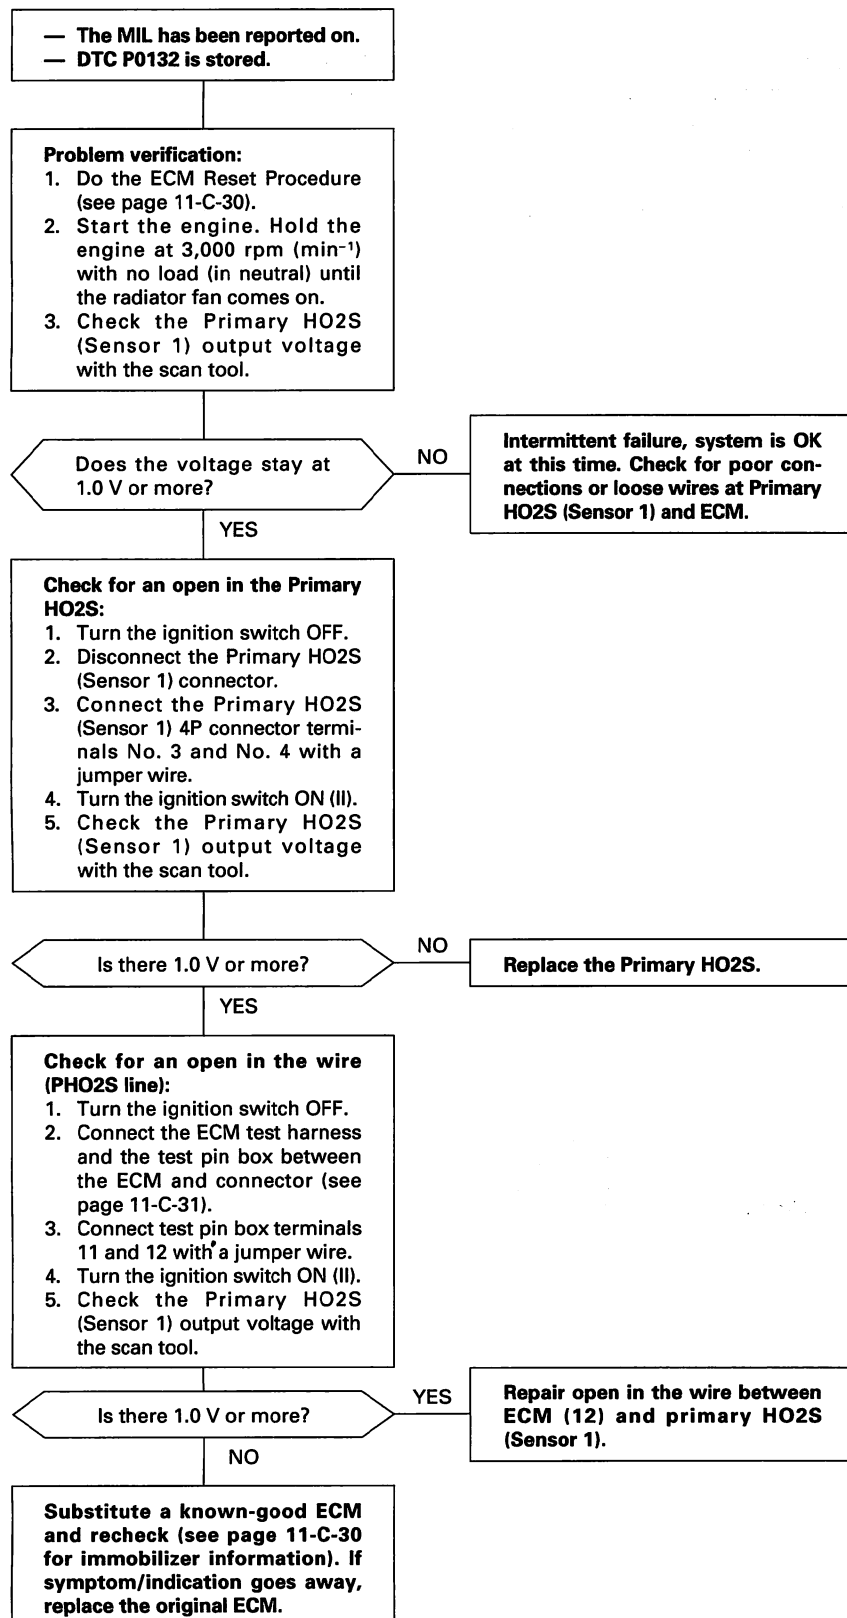 — The MIL has been reported on.
— DTC P0132 is stored.
Problem verification:
1. Do the ECM Reset Procedure
(see page 11-C-30).
2. Start the engine. Hold the
engine at 3,000 rpm (min⁻¹)
with no load (in neutral) until
the radiator fan comes on.
3. Check the Primary HO2S
(Sensor 1) output voltage
with the scan tool.
Does the voltage stay at
1.0 V or more?
NO
Intermittent failure, system is OK
at this time. Check for poor con-
nections or loose wires at Primary
HO2S (Sensor 1) and ECM.
YES
Check for an open in the Primary
HO2S:
1. Turn the ignition switch OFF.
2. Disconnect the Primary HO2S
(Sensor 1) connector.
3. Connect the Primary HO2S
(Sensor 1) 4P connector termi-
nals No. 3 and No. 4 with a
jumper wire.
4. Turn the ignition switch ON (II).
5. Check the Primary HO2S
(Sensor 1) output voltage
with the scan tool.
Is there 1.0 V or more?
NO
Replace the Primary HO2S.
YES
Check for an open in the wire
(PHO2S line):
1. Turn the ignition switch OFF.
2. Connect the ECM test harness
and the test pin box between
the ECM and connector (see
page 11-C-31).
3. Connect test pin box terminals
11 and 12 with a jumper wire.
4. Turn the ignition switch ON (II).
5. Check the Primary HO2S
(Sensor 1) output voltage with
the scan tool.
Is there 1.0 V or more?
YES
Repair open in the wire between
ECM (12) and primary HO2S
(Sensor 1).
NO
Substitute a known-good ECM
and recheck (see page 11-C-30
for immobilizer information). If
symptom/indication goes away,
replace the original ECM.